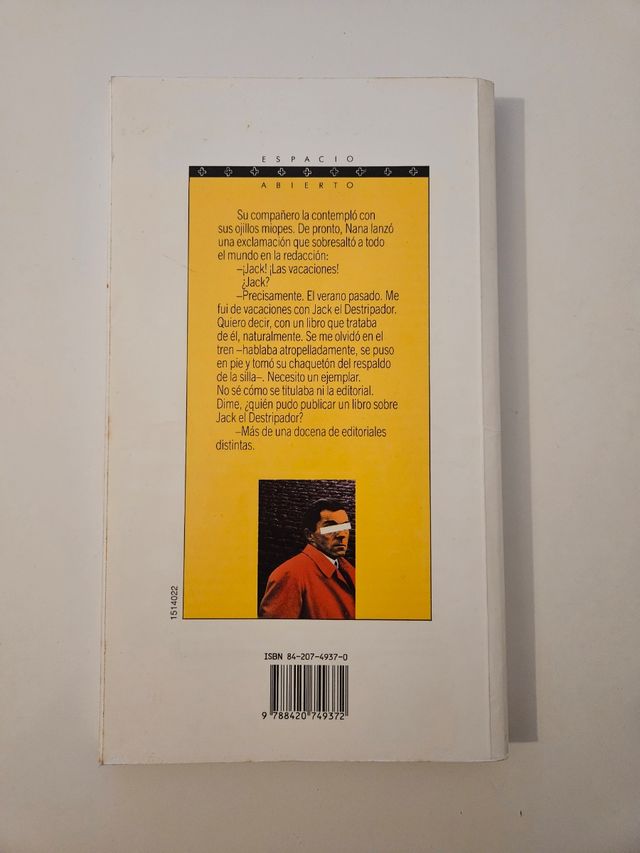 ESPACIO
ABIERTO
Su compañero la contempló con
sus ojillos miopes. De pronto, Nana lanzó
una exclamación que sobresaltó a todo
el mundo en la redacción:
–¡Jack! ¡Las vacaciones!
¿Jack?
–Precisamente. El verano pasado. Me
fui de vacaciones con Jack el Destripador.
Quiero decir, con un libro que trataba
de él, naturalmente. Se me olvidó en el
tren –hablaba atropelladamente, se puso
en pie y tomó su chaquetón del respaldo
de la silla–. Necesito un ejemplar.
No sé cómo se titulaba ni la editorial.
Dime, ¿quién pudo publicar un libro sobre
Jack el Destripador?
–Más de una docena de editoriales
distintas.
1514022
ISBN 84-207-4937-0
9 788420 749372